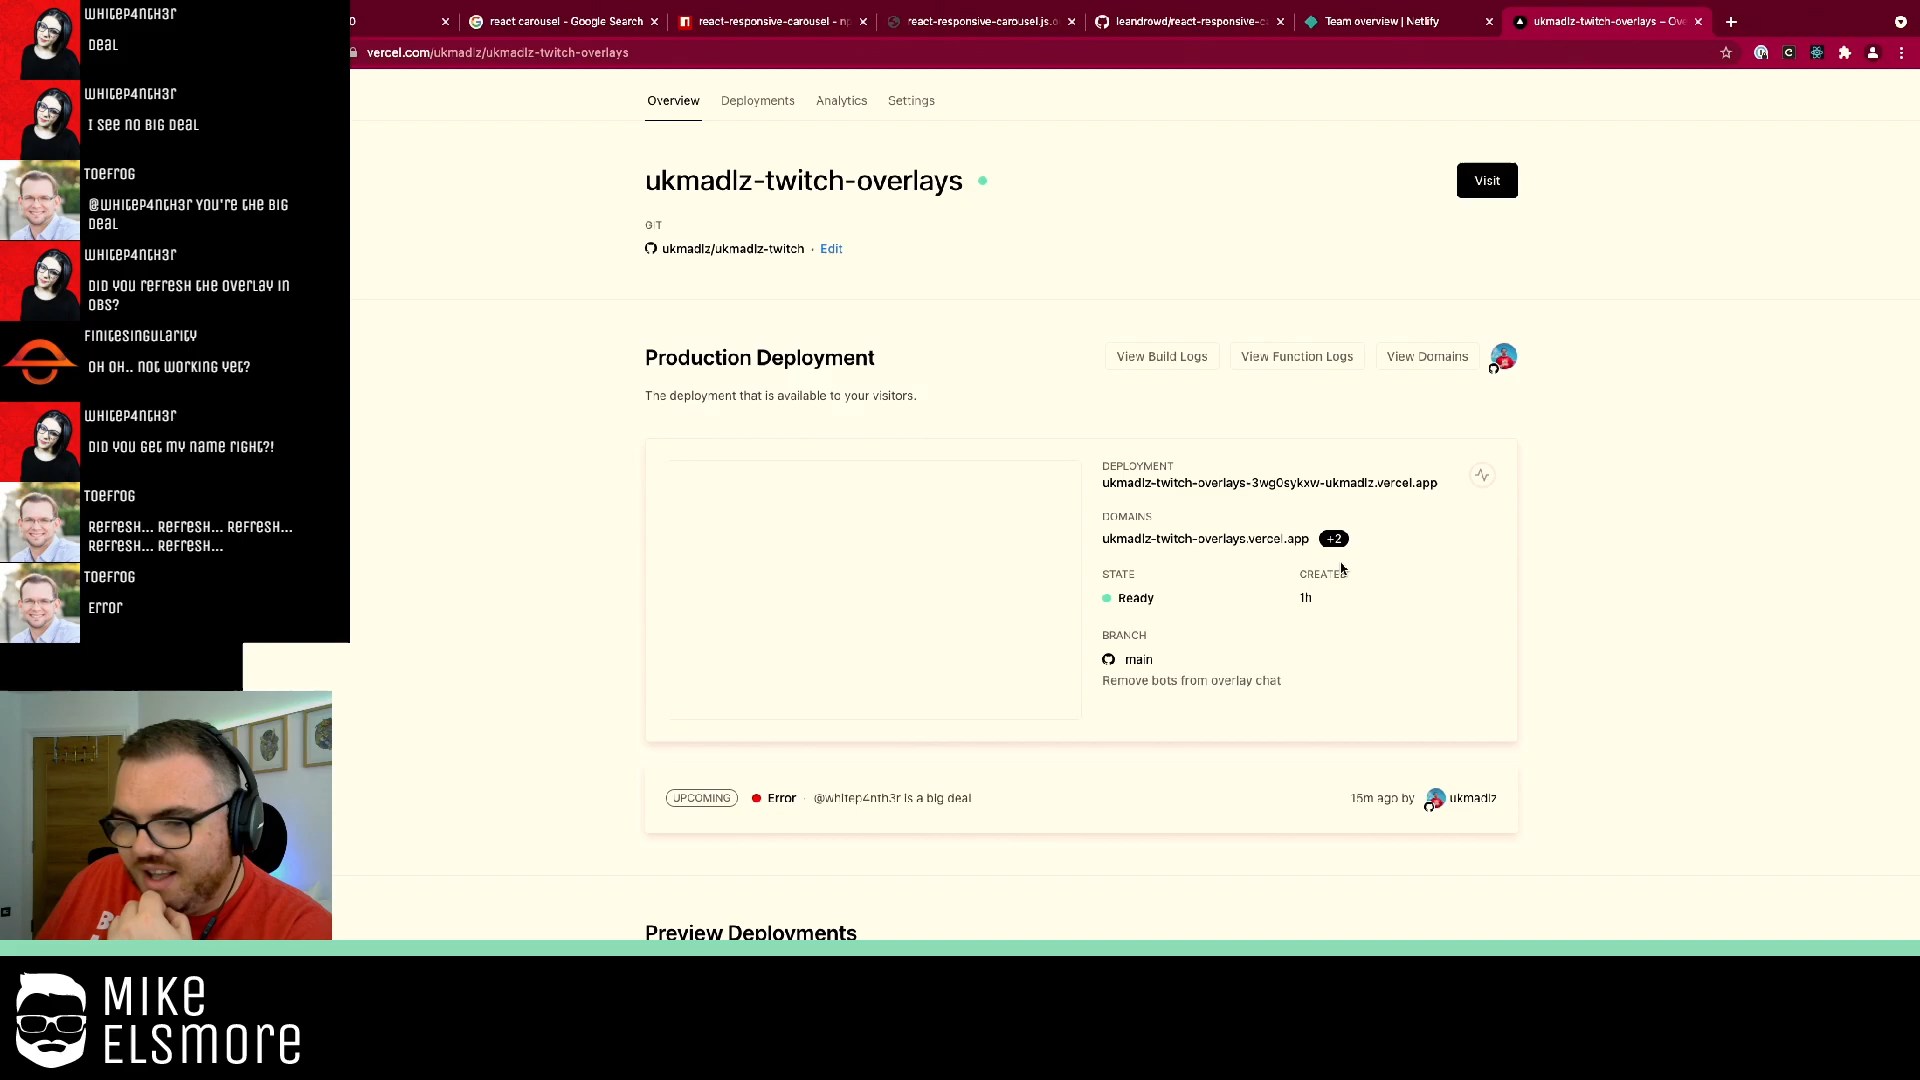 whitep4nth3r
Deal
whitep4nth3r
I see no big deal
toefrog
@whitep4nth3r you're the big
deal
whitep4nth3r
Did you refresh the overlay in
OBS?
finitesingularity
Oh oh.. not working yet?
whitep4nth3r
Did you get my name right?!
toefrog
Refresh... Refresh... Refresh...
Refresh... Refresh...
toefrog
Error
react carousel - Google Search
react-responsive-carousel - np
react-responsive-carousel.js.o
leandrowd/react-responsive-c
Team overview | Netlify
ukmadlz-twitch-overlays – Ove
vercel.com/ukmadlz/ukmadlz-twitch-overlays
Overview
Deployments
Analytics
Settings
ukmadlz-twitch-overlays
Visit
GIT
ukmadlz/ukmadlz-twitch · Edit
Production Deployment
View Build Logs
View Function Logs
View Domains
The deployment that is available to your visitors.
DEPLOYMENT
ukmadlz-twitch-overlays-3wg0sykxw-ukmadlz.vercel.app
DOMAINS
ukmadlz-twitch-overlays.vercel.app +2
STATE
CREATED
Ready
1h
BRANCH
main
Remove bots from overlay chat
UPCOMING
Error · @whitep4nth3r is a big deal
15m ago by ukmadlz
Preview Deployments
Mike
Elsmore